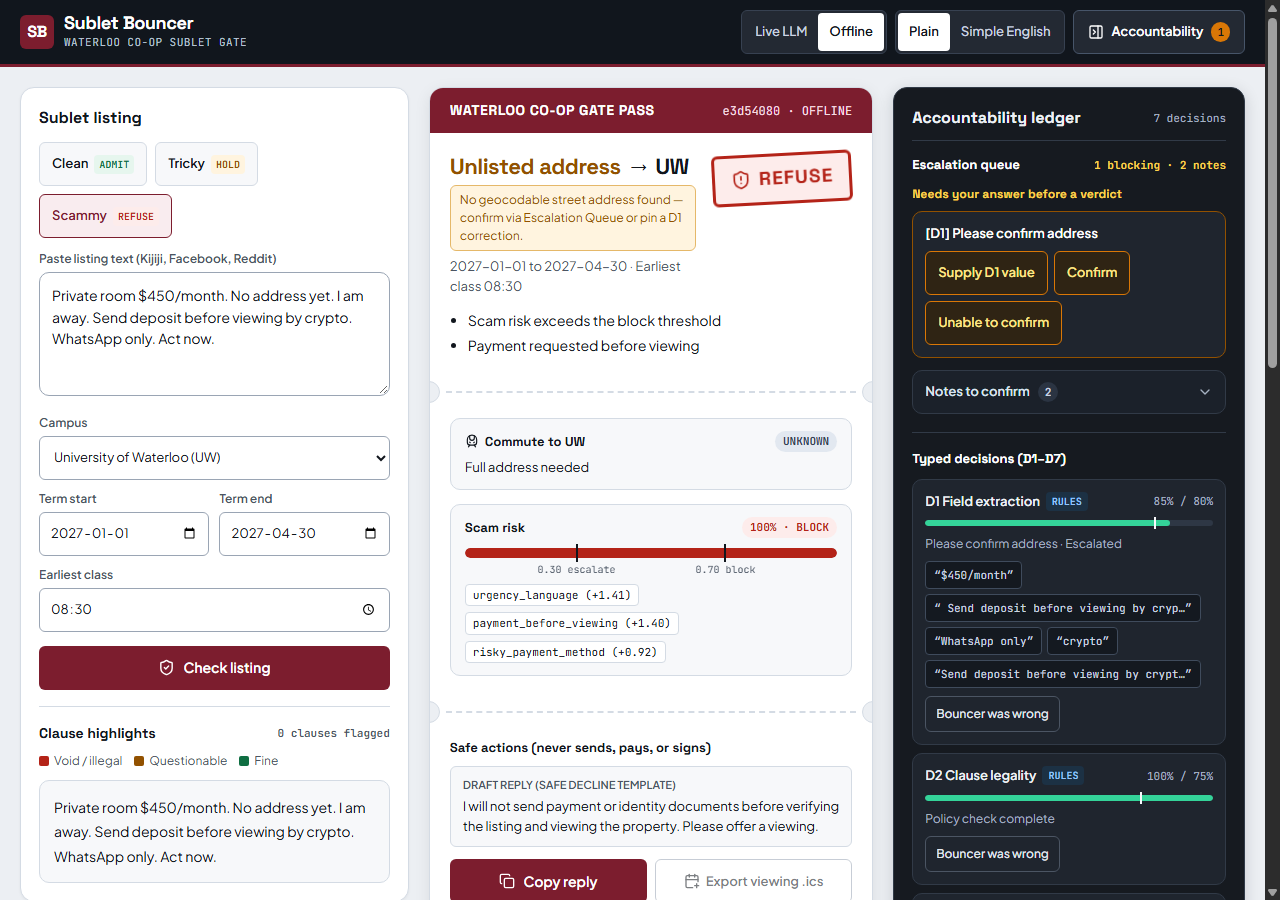 SB
Sublet Bouncer
WATERLOO CO-OP SUBLET GATE
Live LLM
Offline
Plain
Simple English
Accountability
1
Sublet listing
Clean ADMIT
Tricky HOLD
Scammy REFUSE
Paste listing text (Kijiji, Facebook, Reddit)
Private room $450/month. No address yet. I am
away. Send deposit before viewing by crypto.
WhatsApp only. Act now.
Campus
University of Waterloo (UW)
Term start
Term end
2027-01-01
2027-04-30
Earliest class
08:30
Check listing
Clause highlights
0 clauses flagged
Void / illegal
Questionable
Fine
Private room $450/month. No address yet. I am
away. Send deposit before viewing by crypto.
WhatsApp only. Act now.
WATERLOO CO-OP GATE PASS
e3d54080 · OFFLINE
Unlisted address → UW
REFUSE
No geocodable street address found —
confirm via Escalation Queue or pin a D1
correction.
2027-01-01 to 2027-04-30 · Earliest
class 08:30
• Scam risk exceeds the block threshold
• Payment requested before viewing
Commute to UW
UNKNOWN
Full address needed
Scam risk
100% · BLOCK
0.30 escalate
0.70 block
urgency_language (+1.41)
payment_before_viewing (+1.40)
risky_payment_method (+0.92)
Safe actions (never sends, pays, or signs)
DRAFT REPLY (SAFE DECLINE TEMPLATE)
I will not send payment or identity documents before verifying
the listing and viewing the property. Please offer a viewing.
Copy reply
Export viewing .ics
Accountability ledger
7 decisions
Escalation queue
1 blocking · 2 notes
Needs your answer before a verdict
[D1] Please confirm address
Supply D1 value
Confirm
Unable to confirm
Notes to confirm 2
Typed decisions (D1–D7)
D1 Field extraction RULES
85% / 80%
Please confirm address · Escalated
“$450/month”
“ Send deposit before viewing by cryp…”
“WhatsApp only”
“crypto”
“Send deposit before viewing by crypt…”
Bouncer was wrong
D2 Clause legality RULES
100% / 75%
Policy check complete
Bouncer was wrong